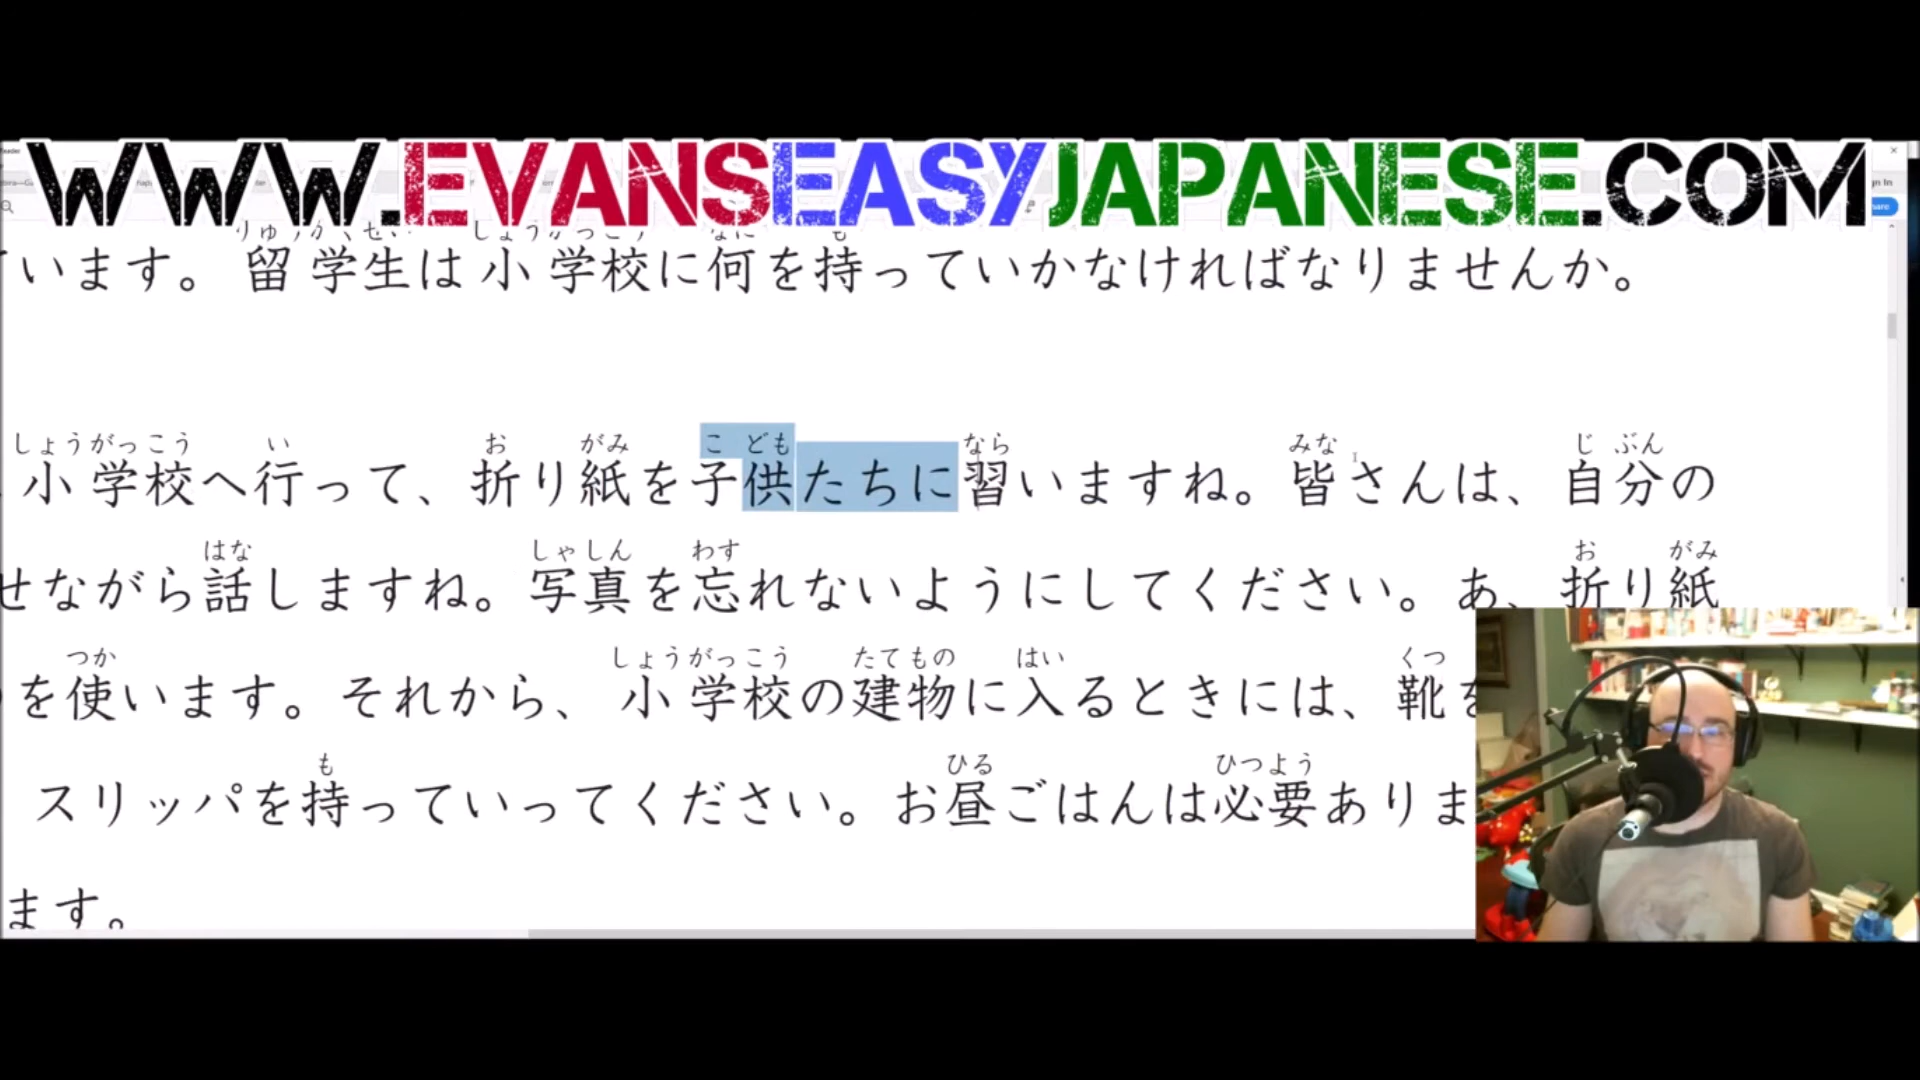 WWW.EVANSEASYJAPANESE.COM
います。留学生は小学校に何を持っていかなければなりませんか。
小学校へ行って、折り紙を子供たちに習いますね。皆さんは、自分の
せながら話しますね。写真を忘れないようにしてください。あ、折り紙
を使います。それから、小学校の建物に入るときには、靴
スリッパを持っていってください。お昼ごはんは必要ありま
ます。